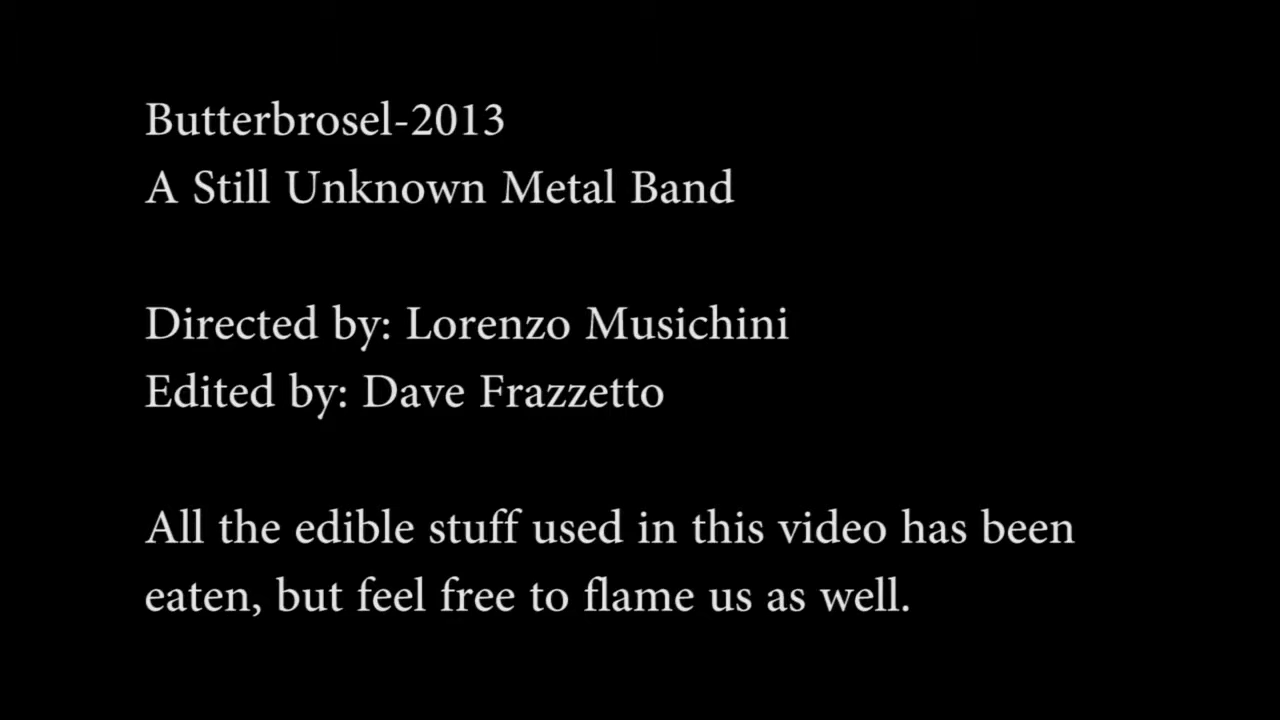 Butterbrosel-2013
A Still Unknown Metal Band
Directed by: Lorenzo Musichini
Edited by: Dave Frazzetto
All the edible stuff used in this video has been
eaten, but feel free to flame us as well.